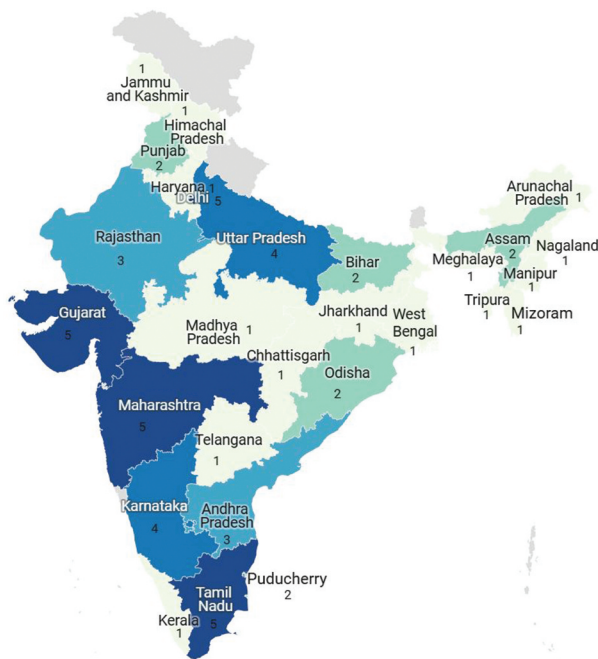 1
Jammu
and Kashmir
1
Himachal
Pradesh
Punjab
2
Haryana 1
Delhi
5
Rajasthan
3
Uttar Pradesh
4
Bihar
2
Arunachal
Pradesh 1
Assam
2
Nagaland
1
Meghalaya
1
Manipur
1
Tripura
1
Mizoram
1
Gujarat
5
Madhya
Pradesh
1
Jharkhand
1
West
Bengal
1
Chhattisgarh
1
Odisha
2
Maharashtra
5
Telangana
1
Karnataka
4
Andhra
Pradesh
3
Puducherry
2
Tamil
Nadu
5
Kerala
1